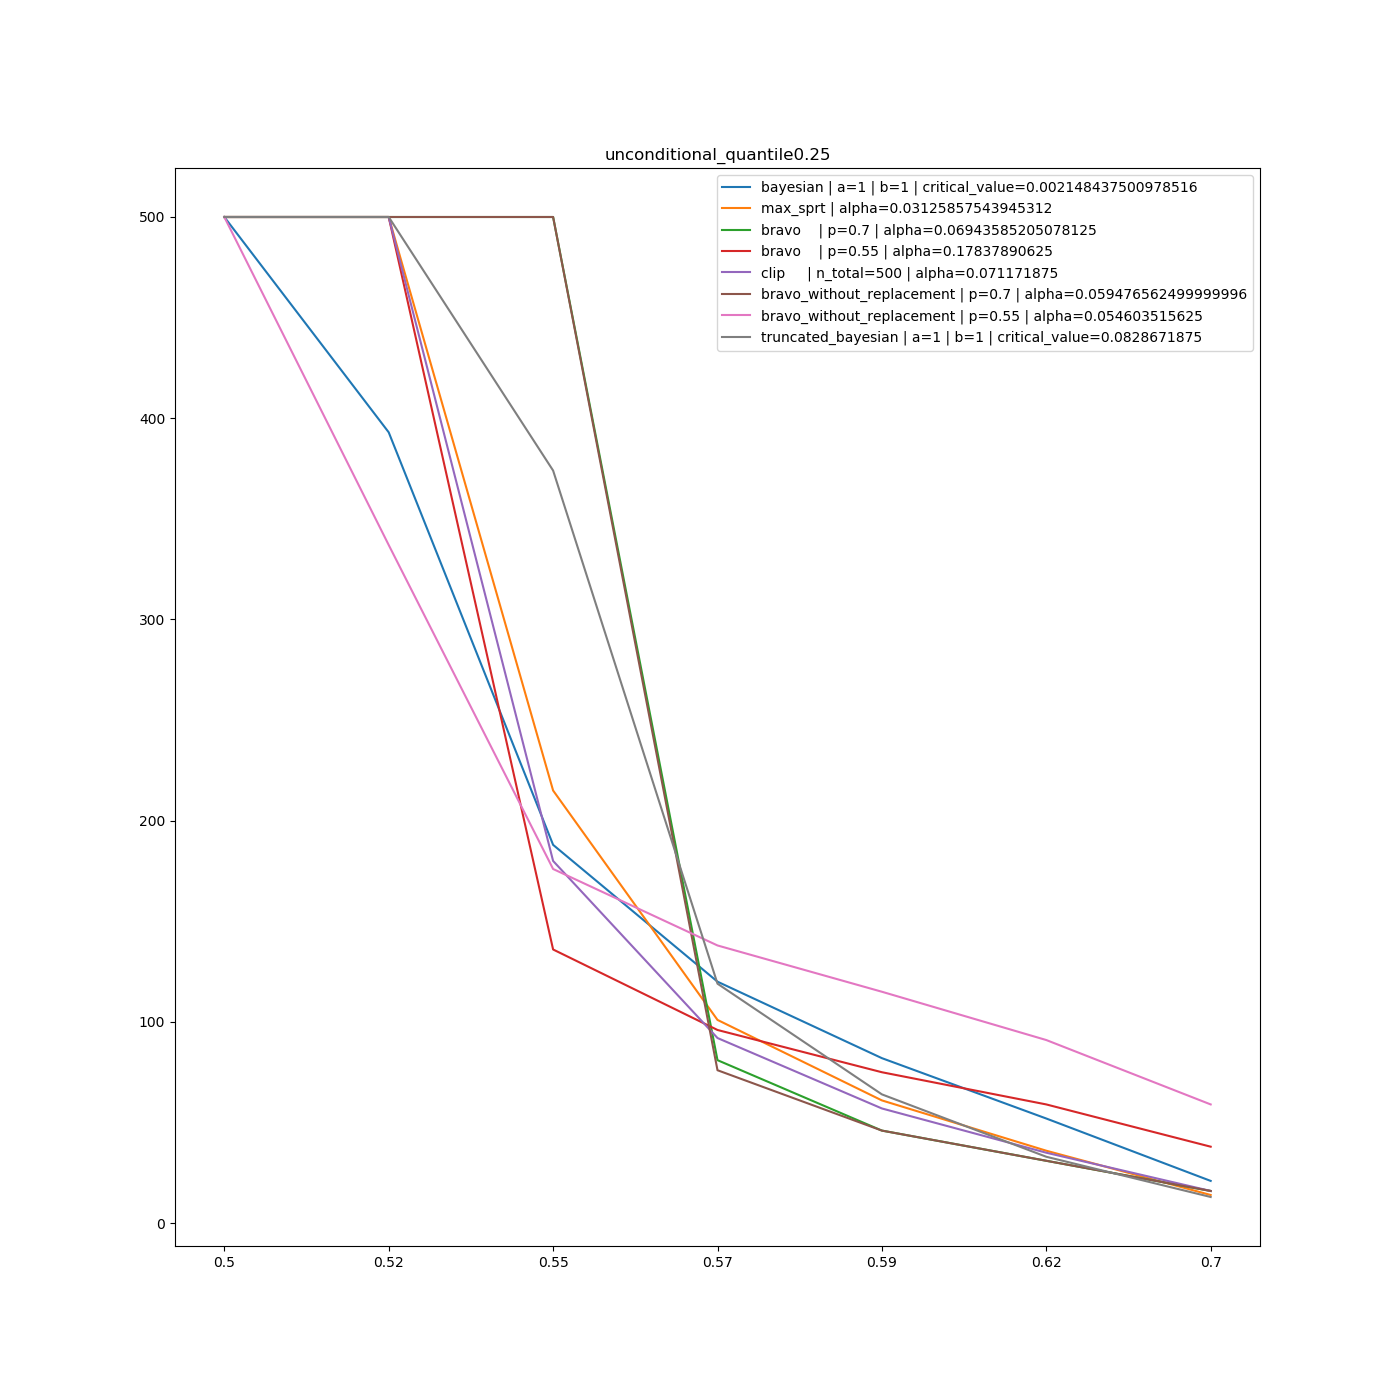 unconditional_quantile0.25
bayesian | a=1 | b=1 | critical_value=0.002148437500978516
max_sprt | alpha=0.03125857543945312
bravo    | p=0.7 | alpha=0.06943585205078125
bravo    | p=0.55 | alpha=0.17837890625
clip     | n_total=500 | alpha=0.071171875
bravo_without_replacement | p=0.7 | alpha=0.059476562499999996
bravo_without_replacement | p=0.55 | alpha=0.054603515625
truncated_bayesian | a=1 | b=1 | critical_value=0.0828671875
500
400
300
200
100
0
0.5 0.52 0.55 0.57 0.59 0.62 0.7